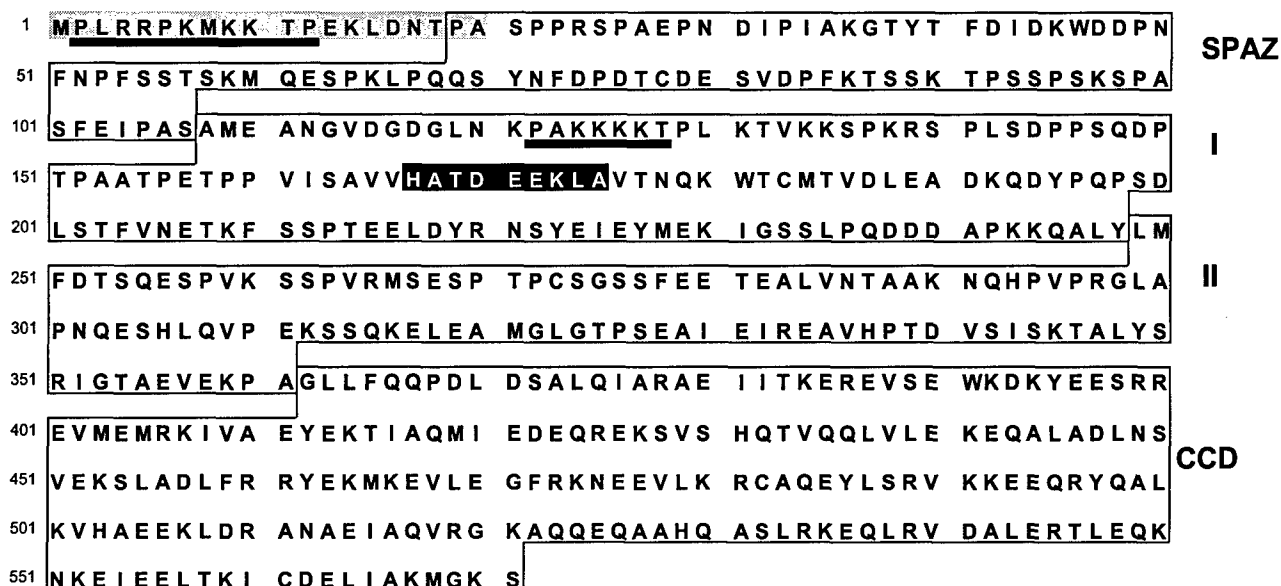 1 MPLRRPKMKK TPEKLDNTPA SPPRSPAEPN DIPIAKGTYT FDIDKWDDPN
SPAZ
51 FNPFSSTSKM QESPKLPQQS YNFDPDTCDE SVDPFKTSSK TPSSPSKSPA
101 SFEIPASAME ANGVDGDGLN KPAKKKKTPL KTVKKSPKRS PLSDPPSQDP
I
151 TPAATPETPP VISAVVHATD EEKLAVTNQK WTCMTVDLEA DKQDYPQPSD
201 LSTFVNETKF SSPTEELDYR NSYEIEYMEK IGSSLPQDDD APKKQALYLM
II
251 FDTSQESPVK SSPVRMSESP TPCSGSSFEE TEALVNTAAK NQHPVPRGLA
301 PNQESHLQVP EKSSQKELEA MGLGTPSEAI EIREAVHPTD VSISKTALYS
351 RIGTAEVEKP AGLLFQQPDL DSALQIARAE IITKEREVSE WKDKYEESRR
401 EVMEMRKIVA EYEKTIAQMI EDEQREKSVS HQTVQQLVLE KEQALADLNS
CCD
451 VEKSLADLFR RYEKMKEVLE GFRKNEEVLK RCAQEYLSRV KKEEQRYQAL
501 KVHAEEKLDR ANAEIAQVRG KAQQEQAAHQ ASLRKEQLRV DALERTLEQK
551 NKEIEELTKI CDELIAKMGK S